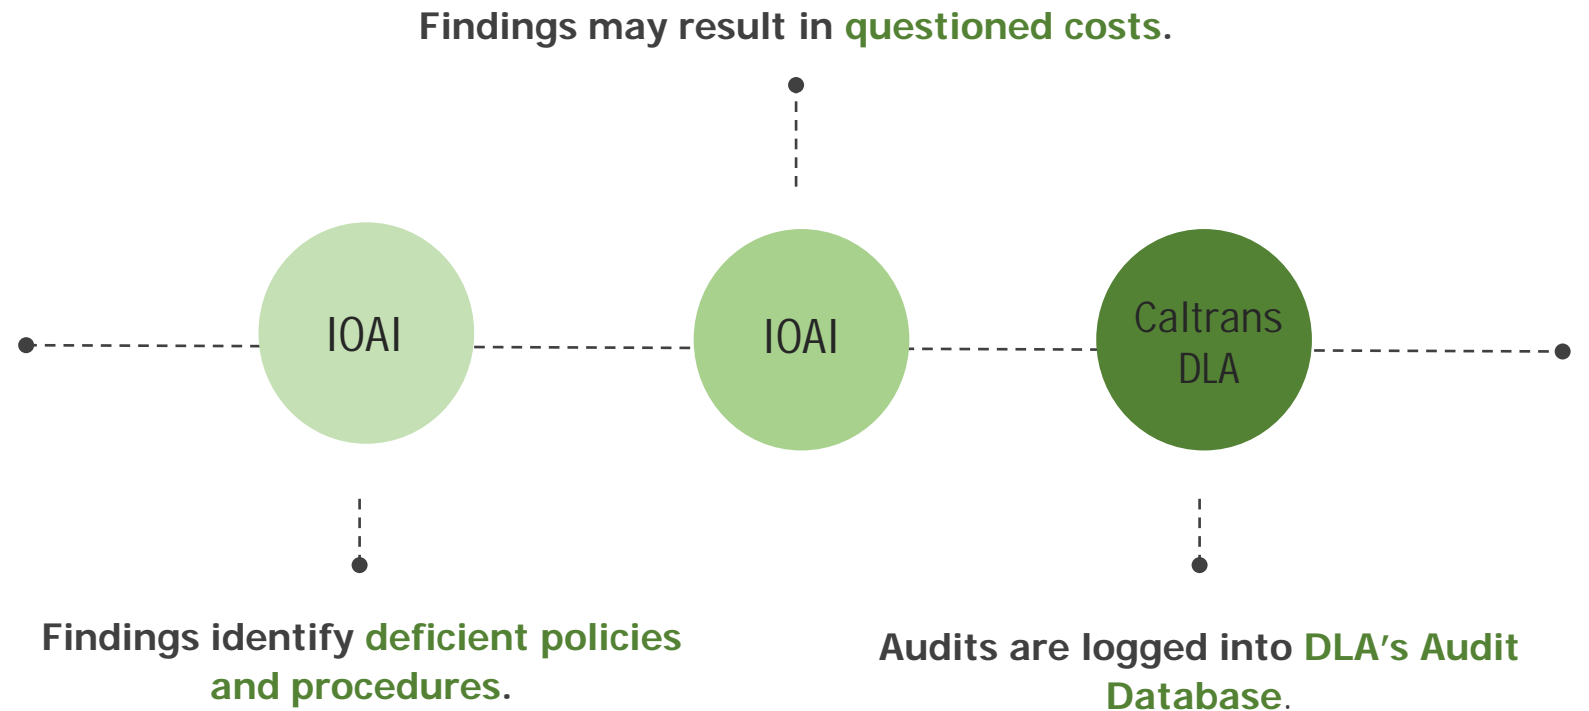 Findings may result in questioned costs.
IOAI
IOAI
Caltrans
DLA
Findings identify deficient policies
and procedures.
Audits are logged into DLA's Audit
Database.